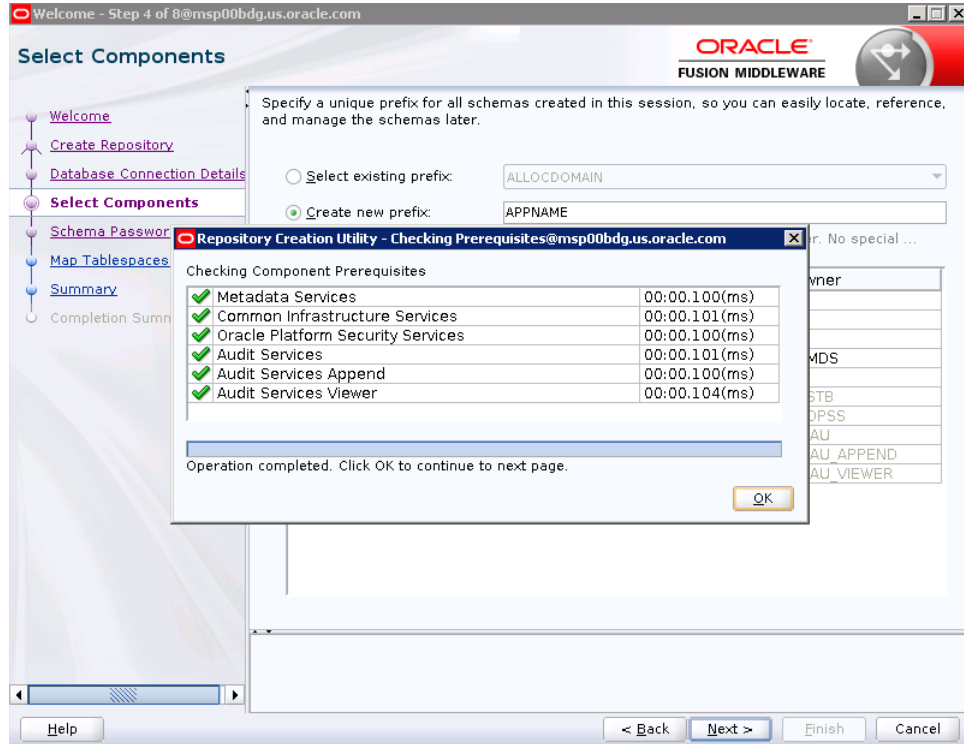 Welcome - Step 4 of 8@msp00bdg.us.oracle.com
Select Components
ORACLE
FUSION MIDDLEWARE
Welcome
Create Repository
Database Connection Details
Select Components
Schema Passwor
Map Tablespaces
Summary
Completion Summ
Specify a unique prefix for all schemas created in this session, so you can easily locate, reference,
and manage the schemas later.
Select existing prefix: ALLOCDOMAIN
Create new prefix: APPNAME
r. No special ...
wner
MDS
STB
OPSS
AU
AU_APPEND
AU_VIEWER
Repository Creation Utility - Checking Prerequisites@msp00bdg.us.oracle.com
Checking Component Prerequisites
Metadata Services 00:00.100(ms)
Common Infrastructure Services 00:00.101(ms)
Oracle Platform Security Services 00:00.100(ms)
Audit Services 00:00.101(ms)
Audit Services Append 00:00.100(ms)
Audit Services Viewer 00:00.104(ms)
Operation completed. Click OK to continue to next page.
OK
Help
< Back
Next >
Finish
Cancel